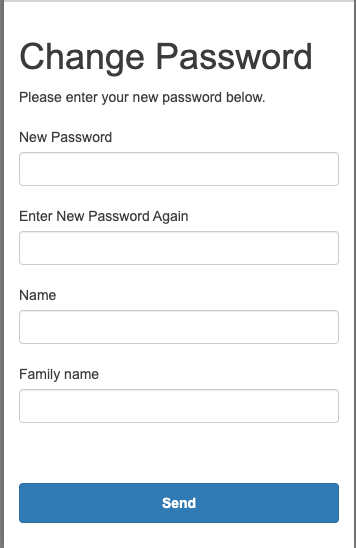 Change Password
Please enter your new password below.
New Password
Enter New Password Again
Name
Family name
Send